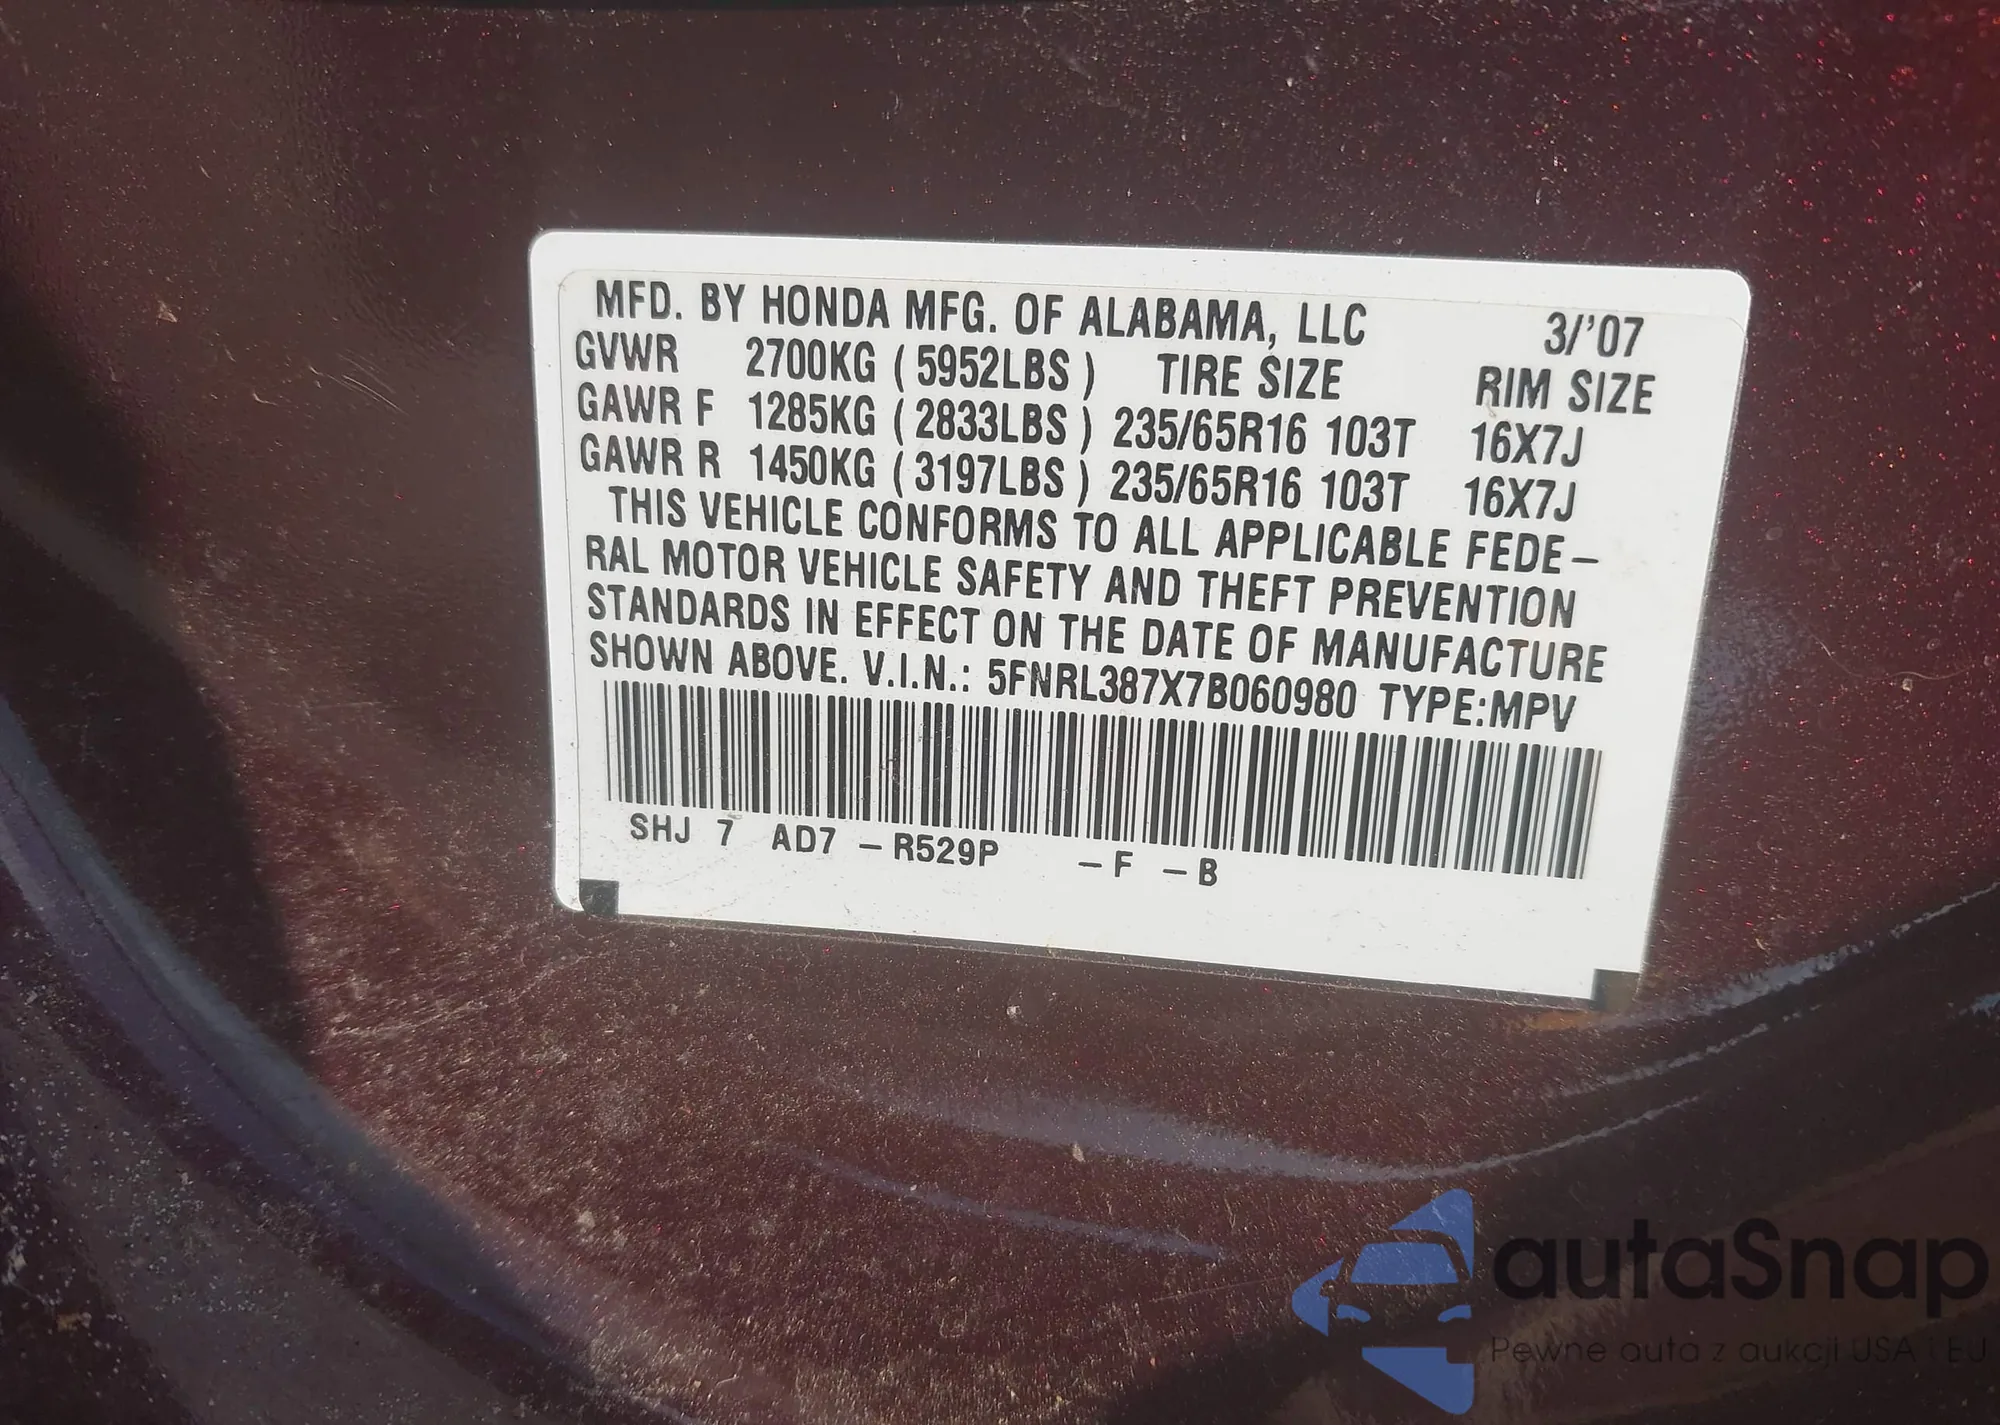 MFD. BY HONDA MFG. OF ALABAMA, LLC 3/'07
GVWR 2700KG (5952LBS) TIRE SIZE RIM SIZE
GAWR F 1285KG (2833LBS) 235/65R16 103T 16X7J
GAWR R 1450KG (3197LBS) 235/65R16 103T 16X7J
THIS VEHICLE CONFORMS TO ALL APPLICABLE FEDE–
RAL MOTOR VEHICLE SAFETY AND THEFT PREVENTION
STANDARDS IN EFFECT ON THE DATE OF MANUFACTURE
SHOWN ABOVE. V.I.N.: 5FNRL387X7B060980 TYPE:MPV
SHJ 7 AD7 –R529P –F –B
autaSnap
Pewne auta z aukcji USA i EU